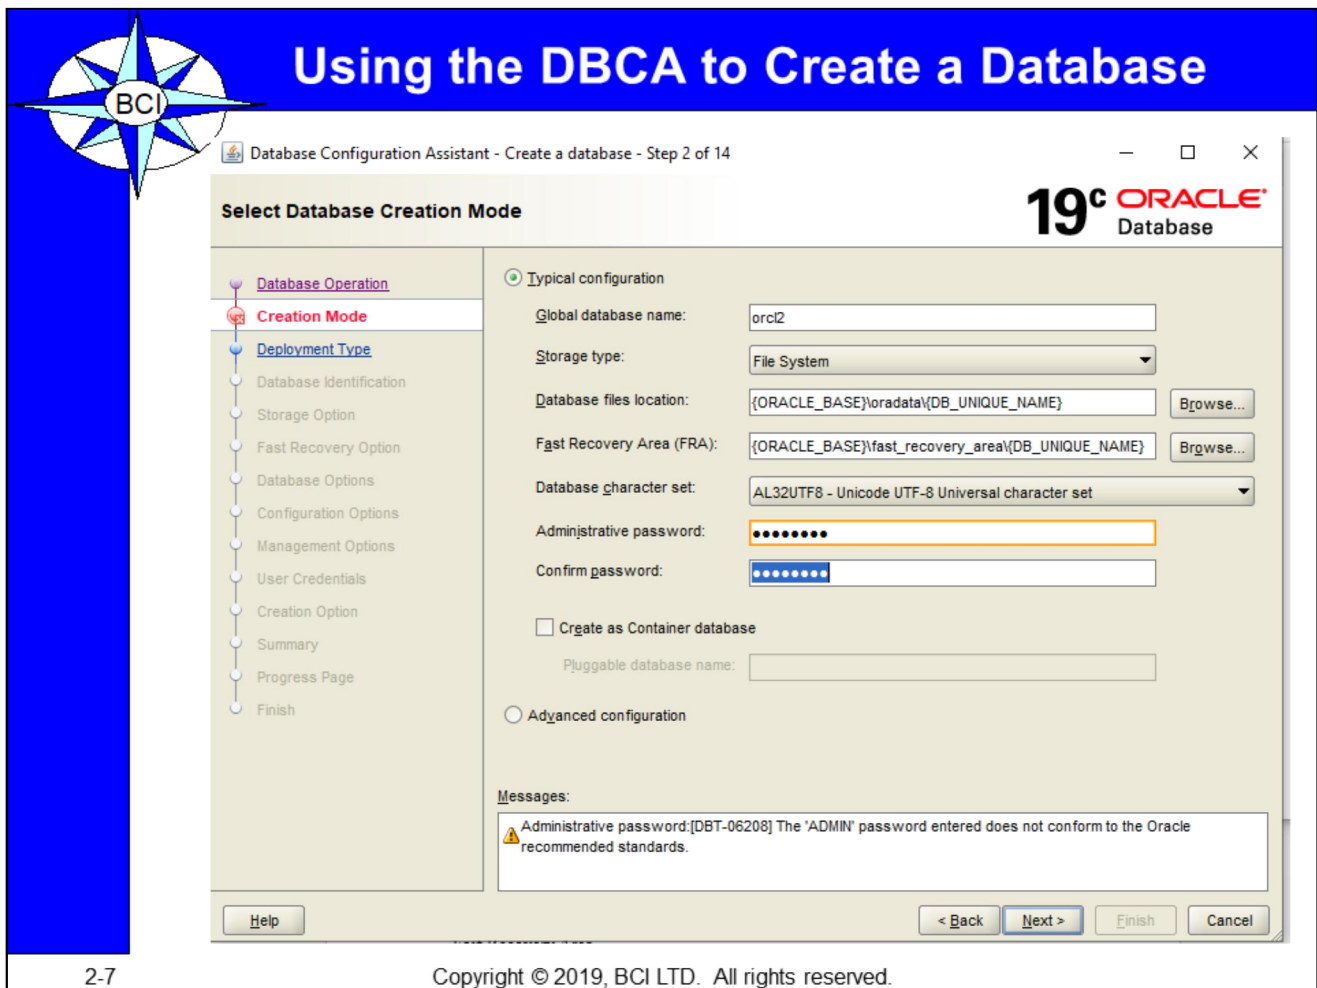 Using the DBCA to Create a Database
BCI
Database Configuration Assistant - Create a database - Step 2 of 14
Select Database Creation Mode
19c ORACLE
Database
Database Operation
Creation Mode
Deployment Type
Database Identification
Storage Option
Fast Recovery Option
Database Options
Configuration Options
Management Options
User Credentials
Creation Option
Summary
Progress Page
Finish
Typical configuration
Global database name: orcl2
Storage type: File System
Database files location: {ORACLE_BASE}\oradata\{DB_UNIQUE_NAME} Browse...
Fast Recovery Area (FRA): {ORACLE_BASE}\fast_recovery_area\{DB_UNIQUE_NAME} Browse...
Database character set: AL32UTF8 - Unicode UTF-8 Universal character set
Administrative password: ●●●●●●●●
Confirm password: ●●●●●●●●
Create as Container database
Pluggable database name:
Advanced configuration
Messages:
Administrative password:[DBT-06208] The 'ADMIN' password entered does not conform to the Oracle
recommended standards.
Help < Back Next > Finish Cancel
2-7 Copyright © 2019, BCI LTD. All rights reserved.